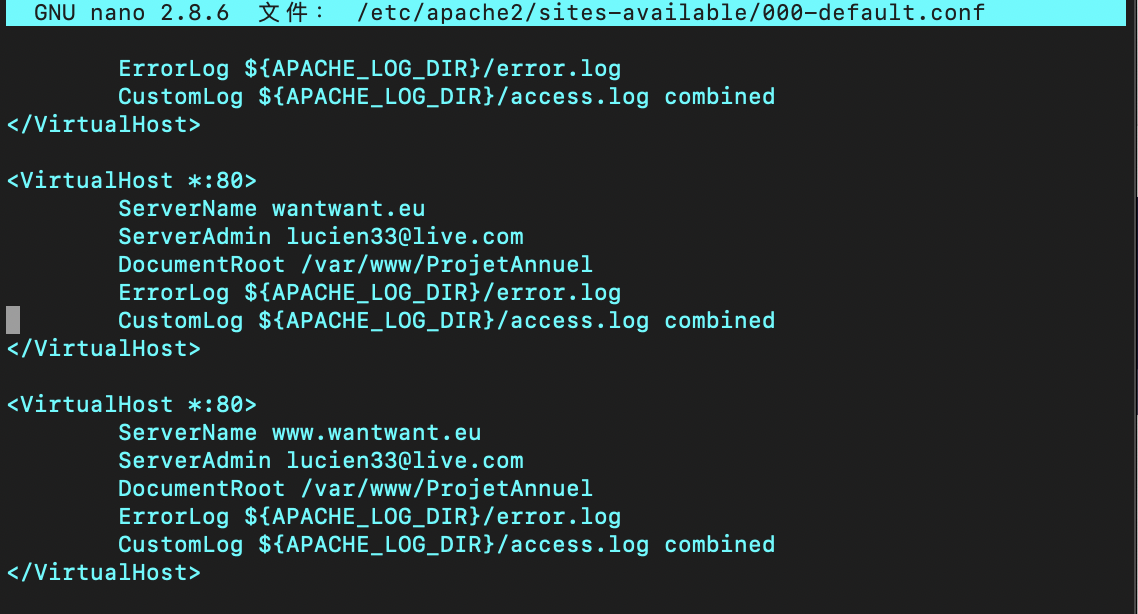 GNU nano 2.8.6  文件：  /etc/apache2/sites-available/000-default.conf
ErrorLog ${APACHE_LOG_DIR}/error.log
CustomLog ${APACHE_LOG_DIR}/access.log combined
</VirtualHost>
<VirtualHost *:80>
ServerName wantwant.eu
ServerAdmin lucien33@live.com
DocumentRoot /var/www/ProjetAnnuel
ErrorLog ${APACHE_LOG_DIR}/error.log
CustomLog ${APACHE_LOG_DIR}/access.log combined
</VirtualHost>
<VirtualHost *:80>
ServerName www.wantwant.eu
ServerAdmin lucien33@live.com
DocumentRoot /var/www/ProjetAnnuel
ErrorLog ${APACHE_LOG_DIR}/error.log
CustomLog ${APACHE_LOG_DIR}/access.log combined
</VirtualHost>